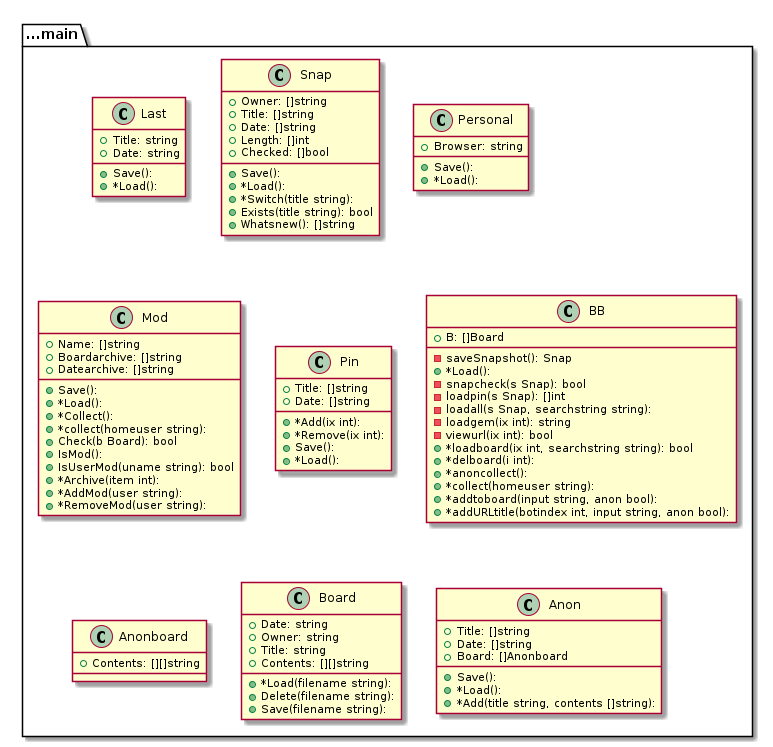 ...main
C Last
Title: string
Date: string
Save():
*Load():
C Snap
Owner: []string
Title: []string
Date: []string
Length: []int
Checked: []bool
Save():
*Load():
*Switch(title string):
Exists(title string): bool
Whatsnew(): []string
C Personal
Browser: string
Save():
*Load():
C Mod
Name: []string
Boardarchive: []string
Datearchive: []string
Save():
*Load():
*Collect():
*collect(homeuser string):
Check(b Board): bool
IsMod():
IsUserMod(uname string): bool
*Archive(item int):
*AddMod(user string):
*RemoveMod(user string):
C Pin
Title: []string
Date: []string
*Add(ix int):
*Remove(ix int):
Save():
*Load():
C BB
B: []Board
saveSnapshot(): Snap
*Load():
snapcheck(s Snap): bool
loadpin(s Snap): []int
loadall(s Snap, searchstring string):
loadgem(ix int): string
viewurl(ix int): bool
*loadboard(ix int, searchstring string): bool
*delboard(i int):
*anoncollect():
*collect(homeuser string):
*addtoboard(input string, anon bool):
*addURLtitle(botindex int, input string, anon bool):
C Anonboard
Contents: [][]string
C Board
Date: string
Owner: string
Title: string
Contents: [][]string
*Load(filename string):
Delete(filename string):
Save(filename string):
C Anon
Title: []string
Date: []string
Board: []Anonboard
Save():
*Load():
*Add(title string, contents []string):